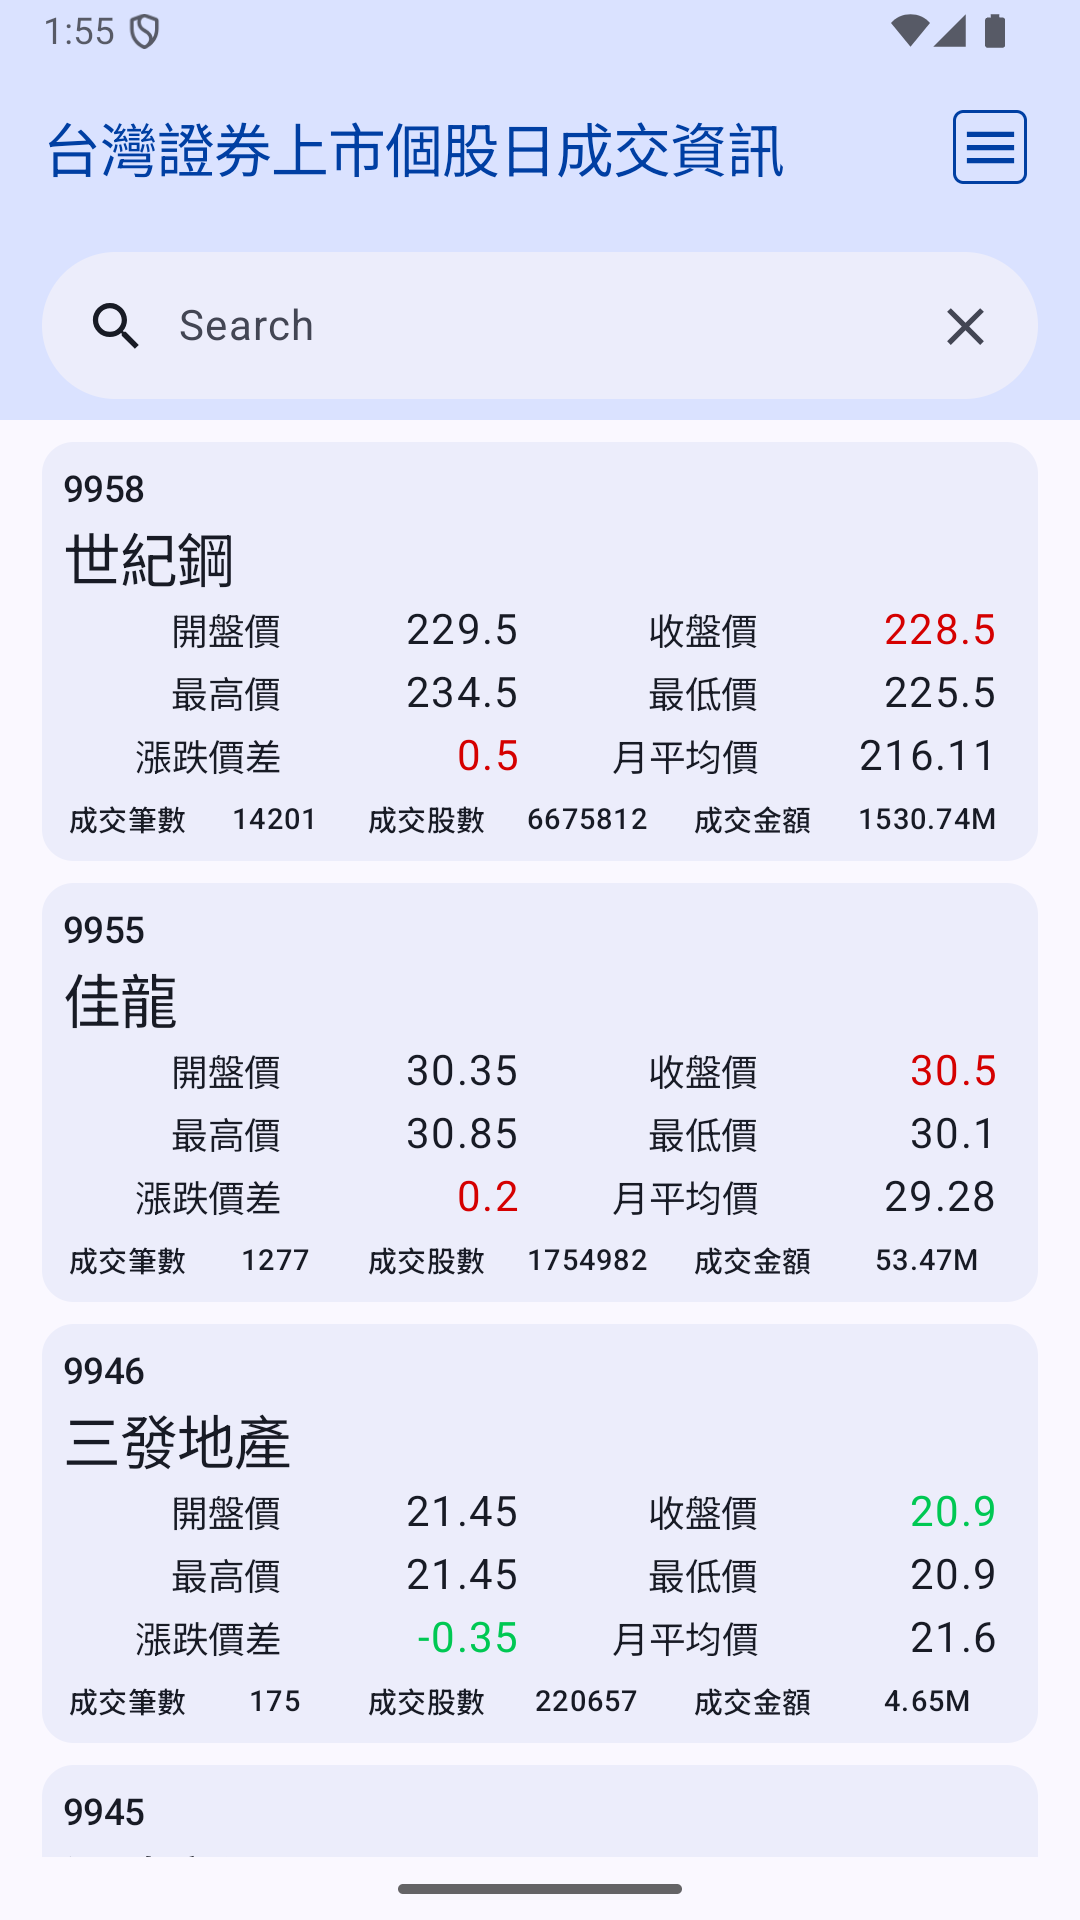 1:55
台灣證券上市個股日成交資訊
Search
9958
世紀鋼
開盤價 229.5 收盤價 228.5
最高價 234.5 最低價 225.5
漲跌價差 0.5 月平均價 216.11
成交筆數 14201 成交股數 6675812 成交金額 1530.74M
9955
佳龍
開盤價 30.35 收盤價 30.5
最高價 30.85 最低價 30.1
漲跌價差 0.2 月平均價 29.28
成交筆數 1277 成交股數 1754982 成交金額 53.47M
9946
三發地產
開盤價 21.45 收盤價 20.9
最高價 21.45 最低價 20.9
漲跌價差 -0.35 月平均價 21.6
成交筆數 175 成交股數 220657 成交金額 4.65M
9945